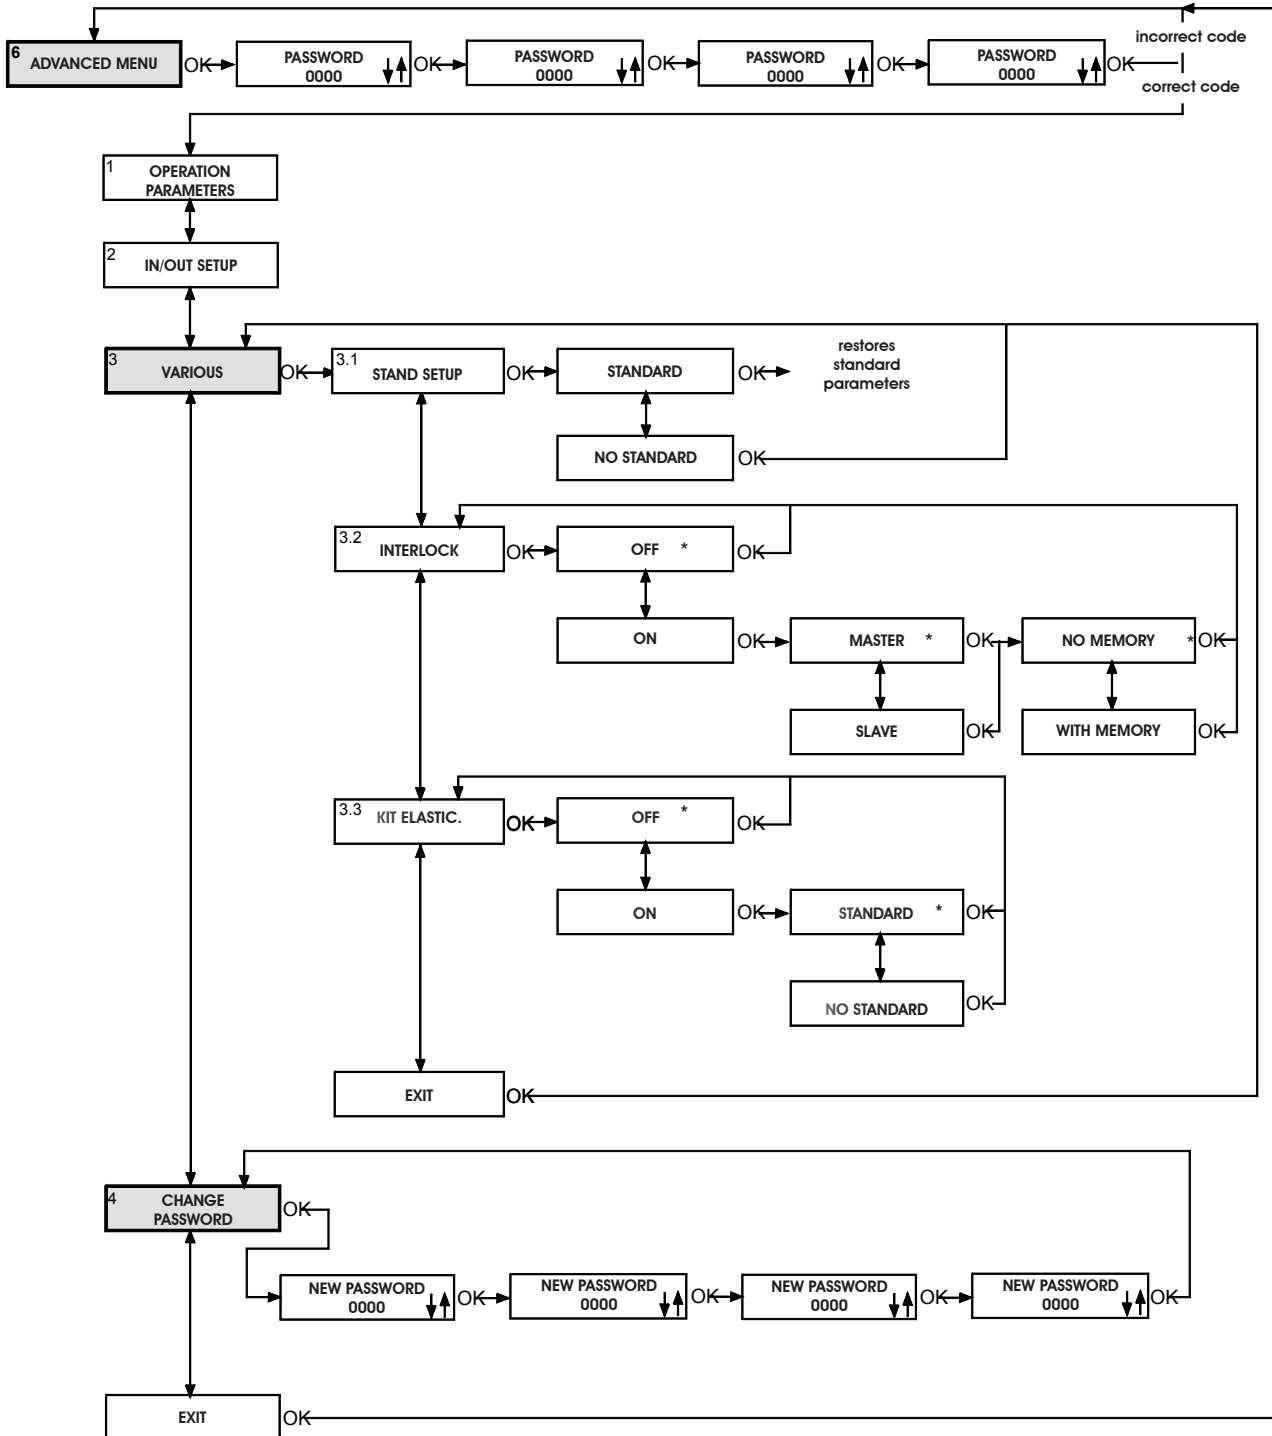 incorrect code
6
ADVANCED MENU
OK
PASSWORD
0000
OK
PASSWORD
0000
OK
PASSWORD
0000
OK
PASSWORD
0000
OK
correct code
1
OPERATION
PARAMETERS
2
IN/OUT SETUP
3
VARIOUS
OK
3.1
STAND SETUP
OK
STANDARD
OK
restores
standard
parameters
NO STANDARD
OK
3.2
INTERLOCK
OK
OFF *
OK
ON
OK
MASTER *
OK
NO MEMORY *
OK
SLAVE
OK
WITH MEMORY
OK
3.3
KIT ELASTIC.
OK
OFF *
OK
ON
OK
STANDARD *
OK
NO STANDARD
OK
EXIT
OK
4
CHANGE
PASSWORD
OK
NEW PASSWORD
0000
OK
NEW PASSWORD
0000
OK
NEW PASSWORD
0000
OK
NEW PASSWORD
0000
OK
EXIT
OK